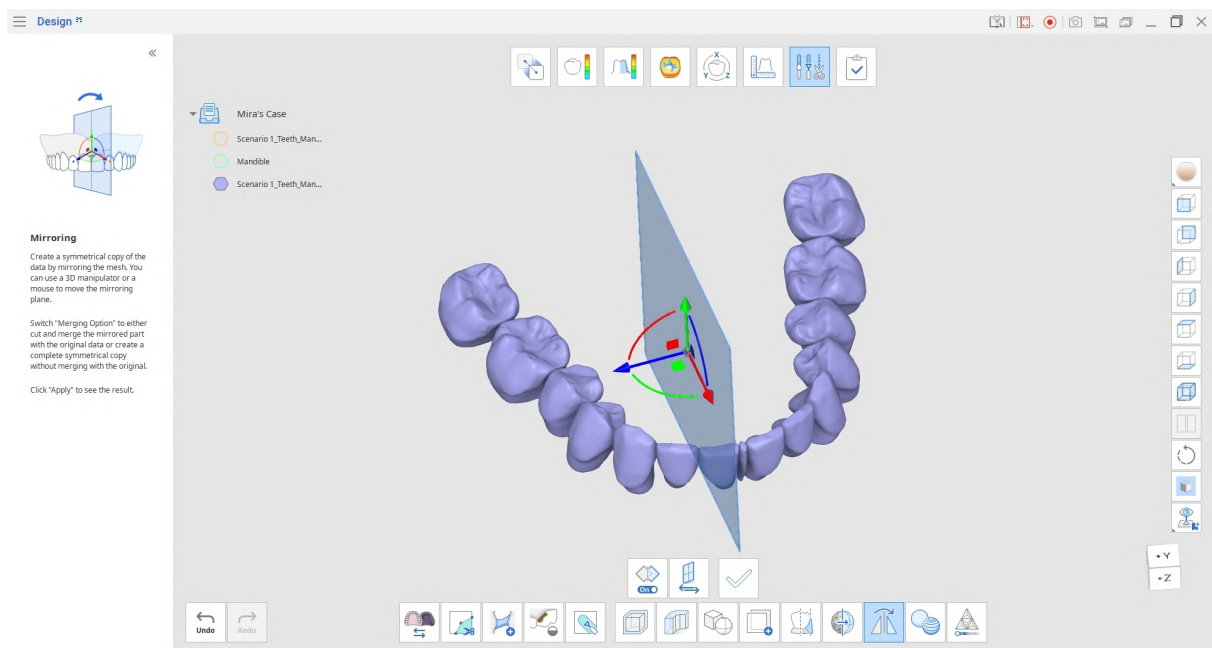 Design
Mirroring
Create a symmetrical copy of the
data by mirroring the mesh. You
can use a 3D manipulator or a
mouse to move the mirroring
plane.
Switch "Merging Option" to either
cut and merge the mirrored part
with the original data or create a
complete symmetrical copy
without merging with the original.
Click "Apply" to see the result.
Mira's Case
Scenario 1_Teeth_Man...
Mandible
Scenario 1_Teeth_Man...
X
Y
Z
+Y
+Z
On
Undo
Redo